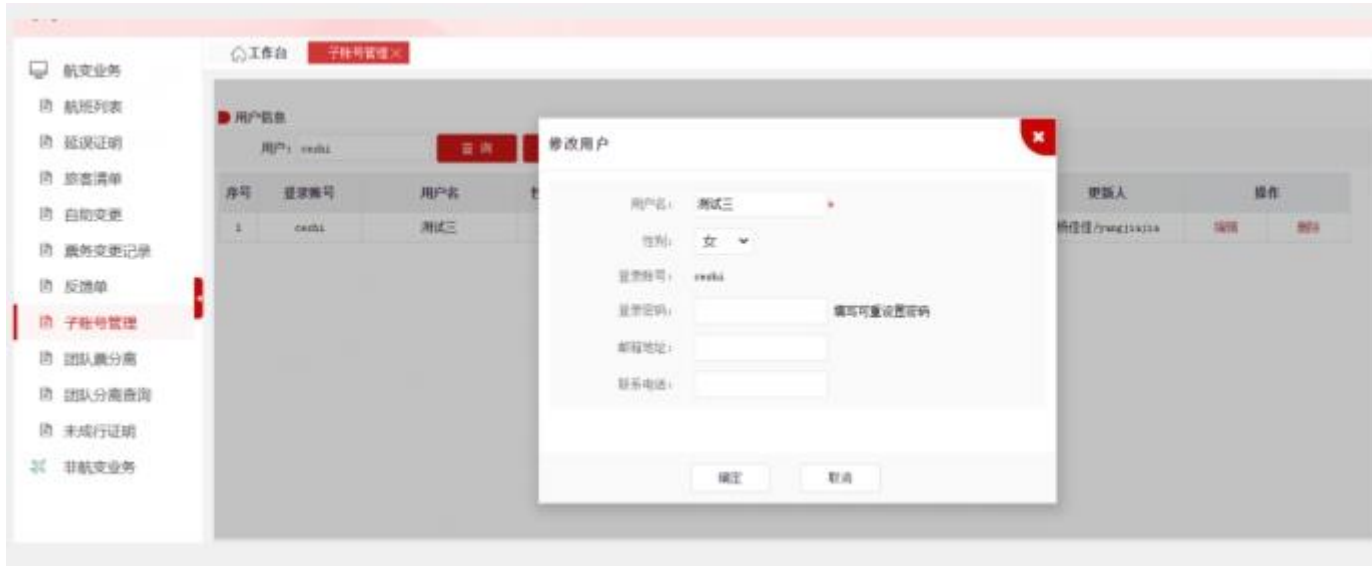 工作台
子账号管理
航变业务
航班列表
延误证明
旅客清单
自助变更
票务变更记录
反馈单
子账号管理
团队票分离
团队分离查询
未成行证明
非航变业务
用户信息
用户: ceshi
查 询
序号 登录账号 用户名 更新人 操作
1 ceshi 测试三 杨佳佳/yangjiajia 编辑 删除
修改用户
用户名: 测试三 *
性别: 女
登录账号: ceshi
登录密码: 填写可重设置密码
邮箱地址:
联系电话:
确定 取消